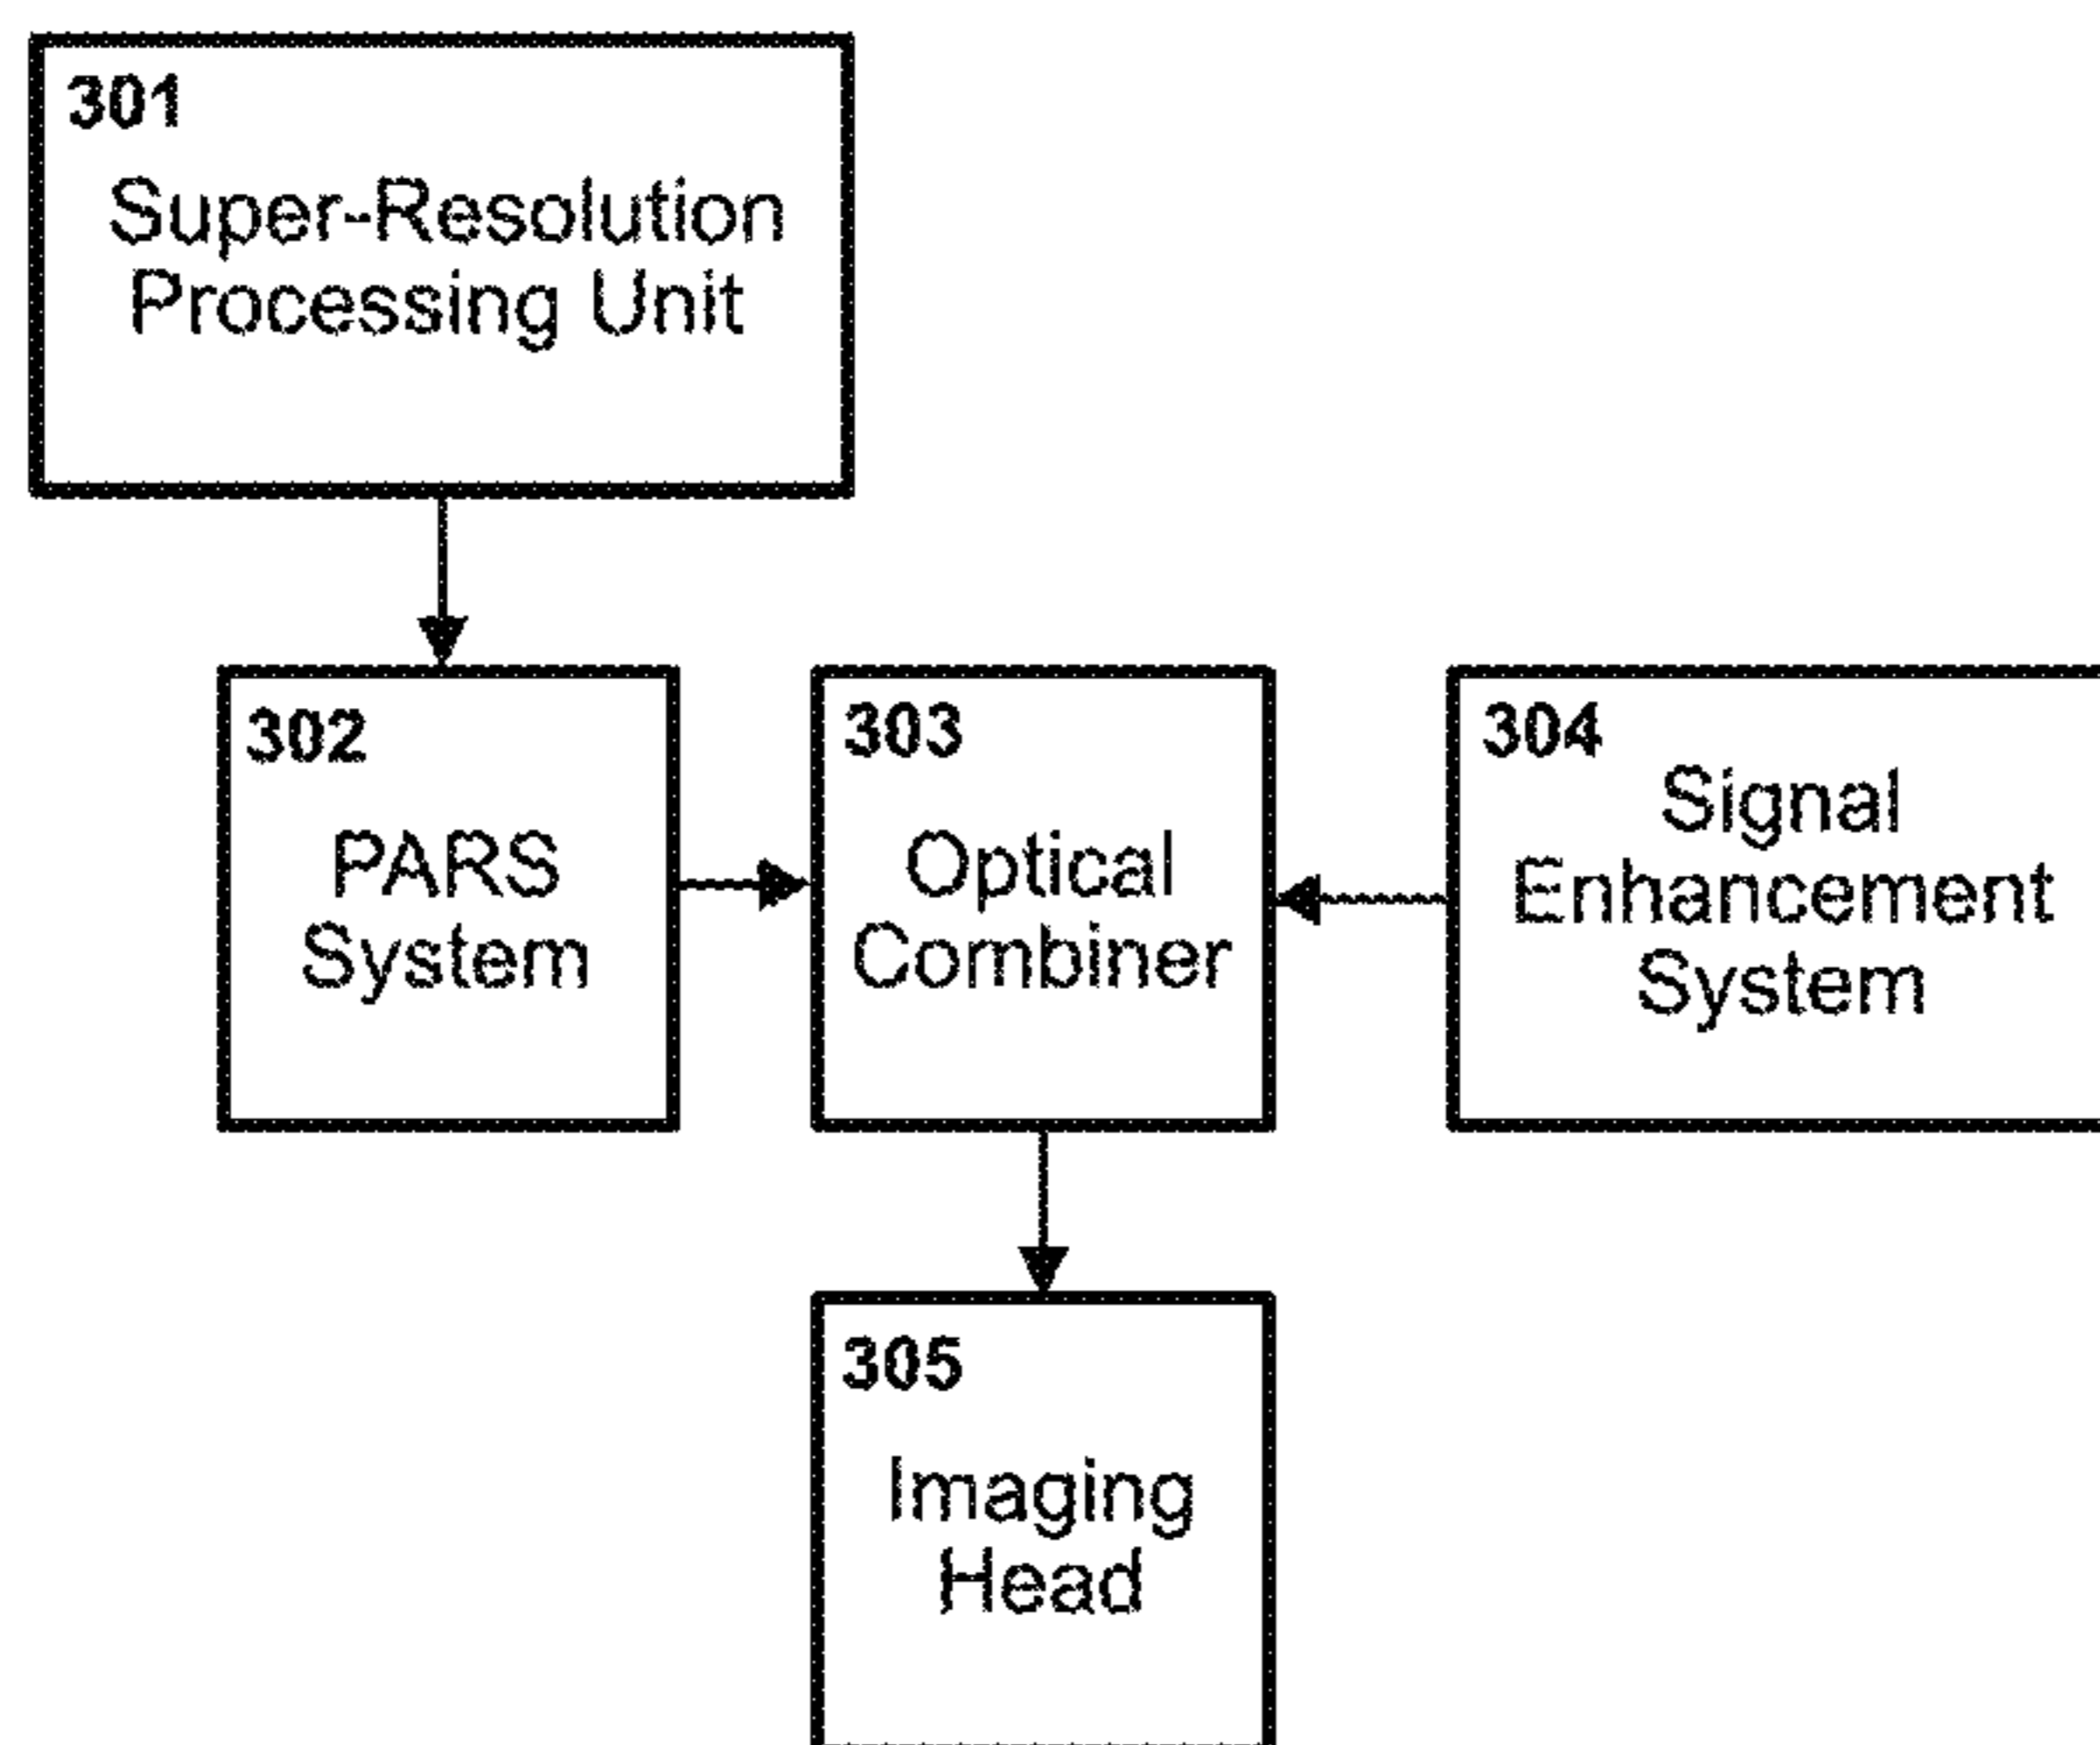 301
Super-Resolution
Processing Unit
302
PARS
System
303
Optical
Combiner
304
Signal
Enhancement
System
305
Imaging
Head